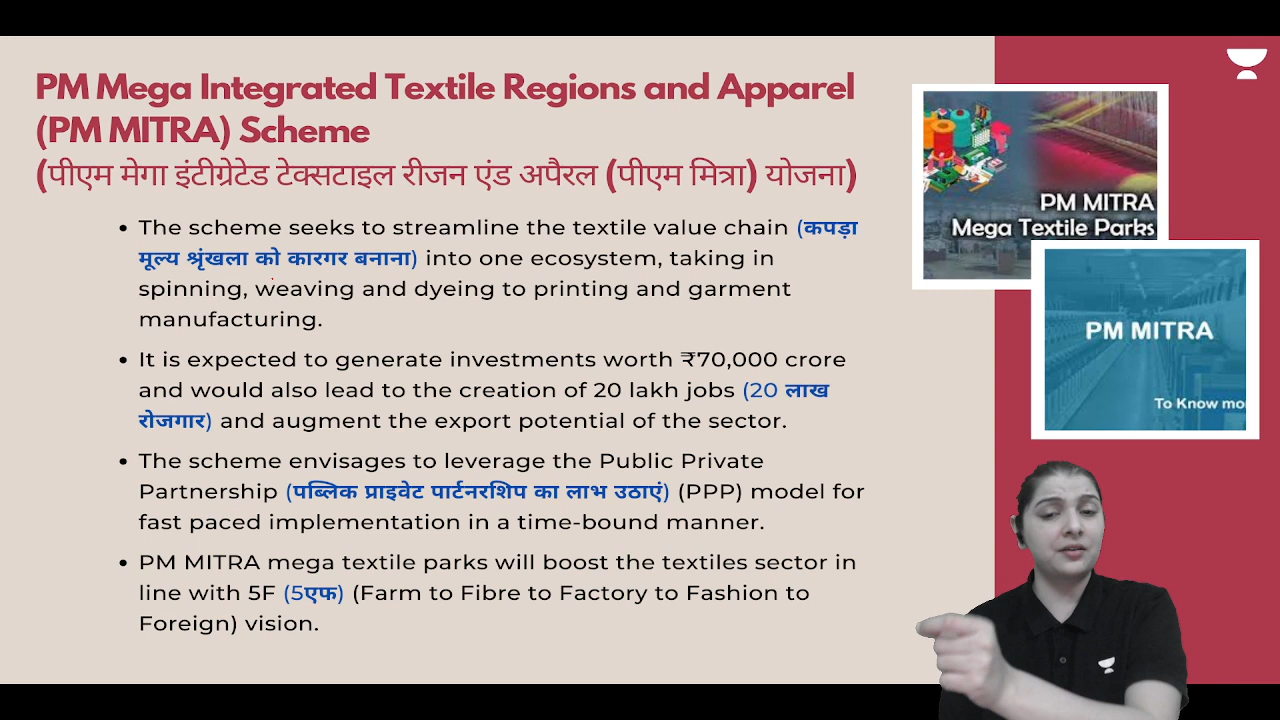 PM Mega Integrated Textile Regions and Apparel
(PM MITRA) Scheme
(पीएम मेगा इंटीग्रेटेड टेक्सटाइल रीजन एंड अपैरल (पीएम मित्रा) योजना)
• The scheme seeks to streamline the textile value chain (कपड़ा
मूल्य श्रृंखला को कारगर बनाना) into one ecosystem, taking in
spinning, weaving and dyeing to printing and garment
manufacturing.
• It is expected to generate investments worth ₹70,000 crore
and would also lead to the creation of 20 lakh jobs (20 लाख
रोजगार) and augment the export potential of the sector.
• The scheme envisages to leverage the Public Private
Partnership (पब्लिक प्राइवेट पार्टनरशिप का लाभ उठाएं) (PPP) model for
fast paced implementation in a time-bound manner.
• PM MITRA mega textile parks will boost the textiles sector in
line with 5F (5एफ) (Farm to Fibre to Factory to Fashion to
Foreign) vision.
PM MITRA
Mega Textile Parks
PM MITRA
To Know mo